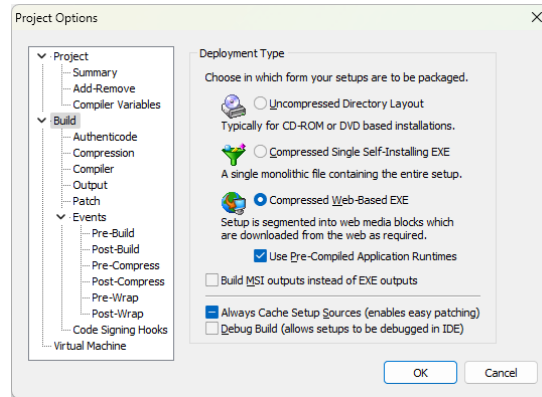 Project Options
Project
Summary
Add-Remove
Compiler Variables
Build
Authenticode
Compression
Compiler
Output
Patch
Events
Pre-Build
Post-Build
Pre-Compress
Post-Compress
Pre-Wrap
Post-Wrap
Code Signing Hooks
Virtual Machine
Deployment Type
Choose in which form your setups are to be packaged.
Uncompressed Directory Layout
Typically for CD-ROM or DVD based installations.
Compressed Single Self-Installing EXE
A single monolithic file containing the entire setup.
Compressed Web-Based EXE
Setup is segmented into web media blocks which
are downloaded from the web as required.
Use Pre-Compiled Application Runtimes
Build MSI outputs instead of EXE outputs
Always Cache Setup Sources (enables easy patching)
Debug Build (allows setups to be debugged in IDE)
OK
Cancel